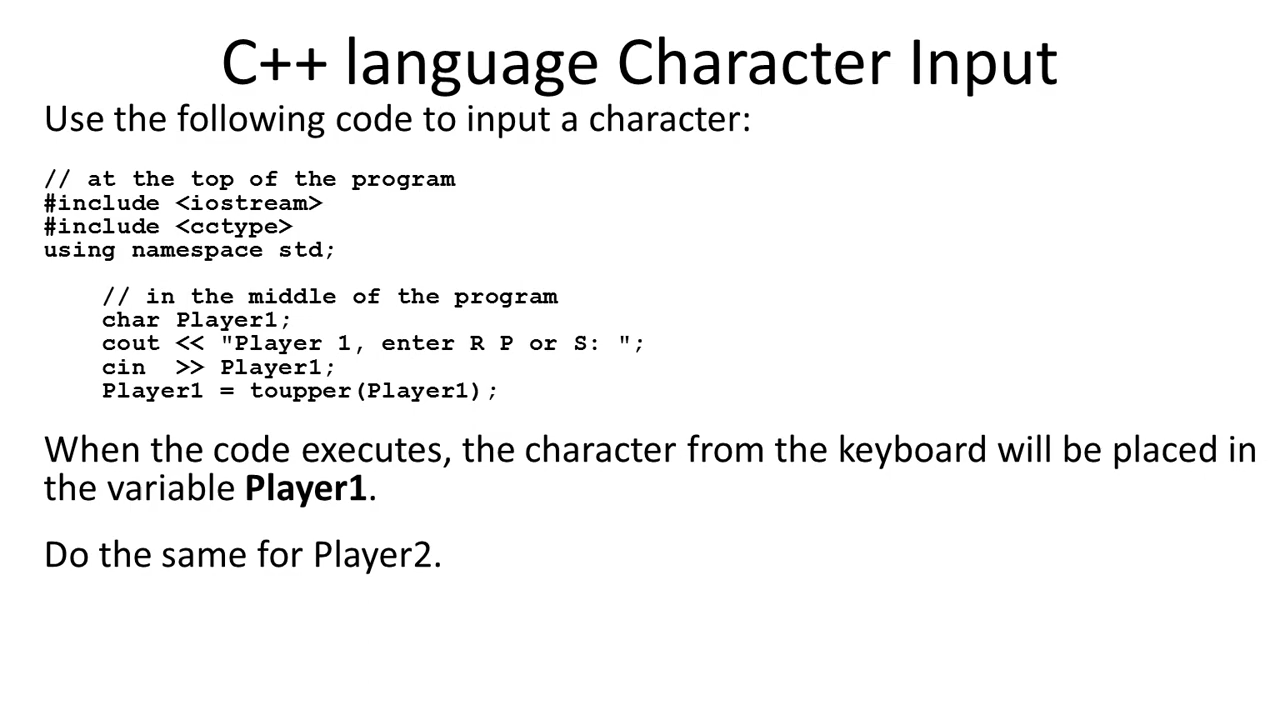 C++ language Character Input
Use the following code to input a character:
// at the top of the program
#include <iostream>
#include <cctype>
using namespace std;
// in the middle of the program
char Player1;
cout << "Player 1, enter R P or S: ";
cin  >> Player1;
Player1 = toupper(Player1);
When the code executes, the character from the keyboard will be placed in
the variable Player1.
Do the same for Player2.